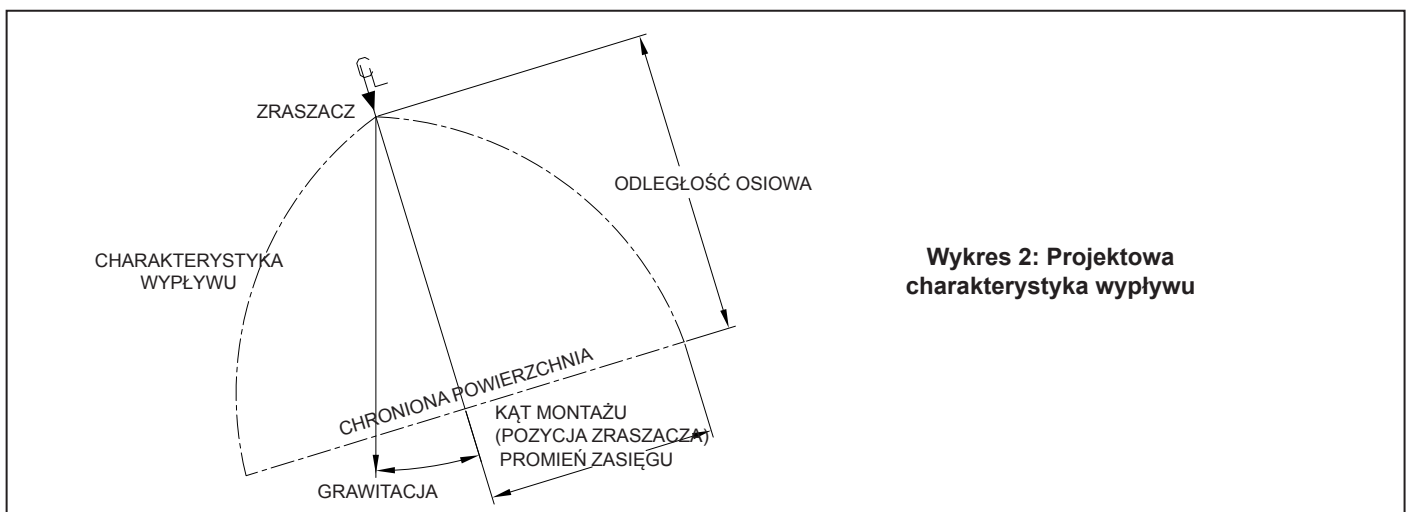 CL
ZRASZACZ
ODLEGŁOŚĆ OSIOWA
CHARAKTERYSTYKA
WYPŁYWU
Wykres 2: Projektowa
charakterystyka wypływu
CHRONIONA POWIERZCHNIA
KĄT MONTAŻU
(POZYCJA ZRASZACZA)
PROMIEŃ ZASIĘGU
GRAWITACJA